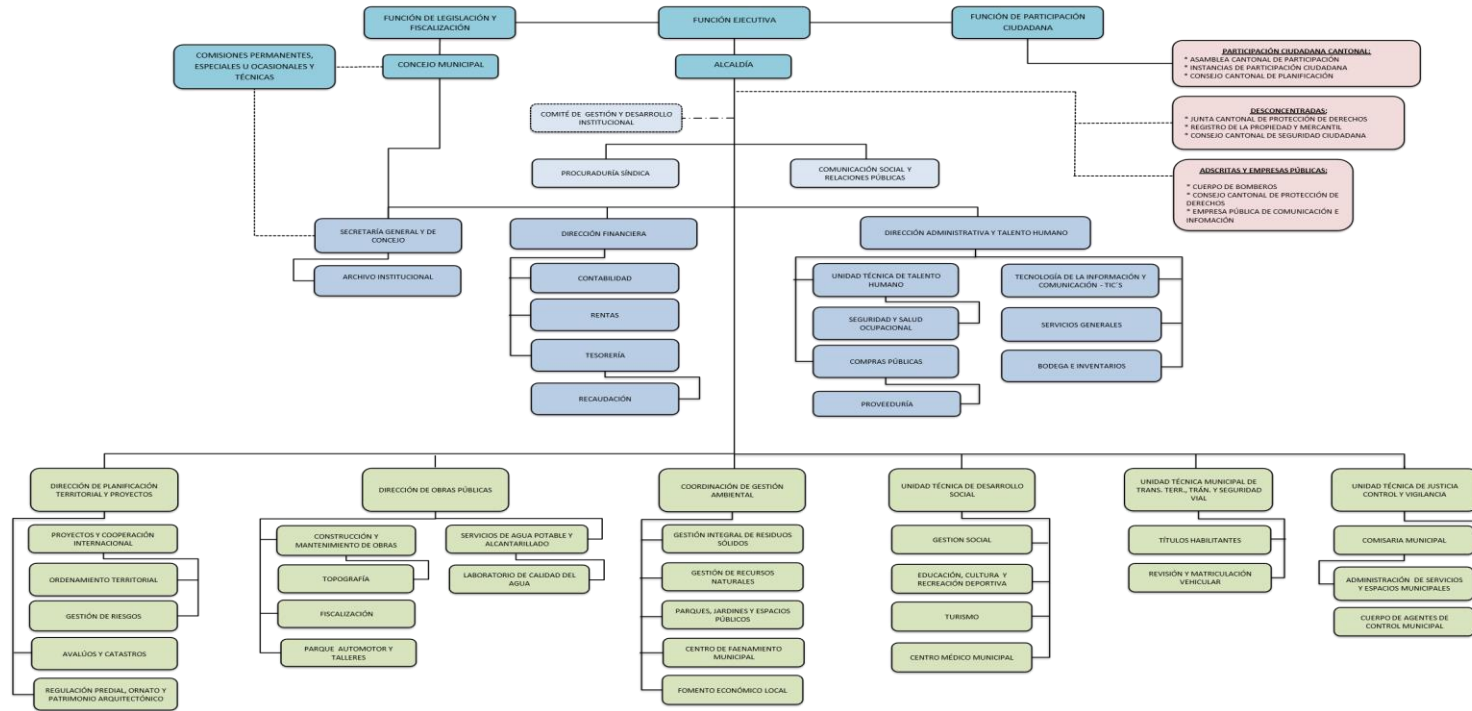 FUNCIÓN DE LEGISLACIÓN Y
FISCALIZACIÓN
FUNCIÓN EJECUTIVA
FUNCIÓN DE PARTICIPACIÓN
CIUDADANA
COMISIONES PERMANENTES,
ESPECIALES U OCASIONALES Y
TÉCNICAS
CONCEJO MUNICIPAL
ALCALDÍA
PARTICIPACIÓN CIUDADANA CANTONAL:
* ASAMBLEA CANTONAL DE PARTICIPACIÓN
* INSTANCIAS DE PARTICIPACIÓN CIUDADANA
* CONSEJO CANTONAL DE PLANIFICACIÓN
COMITÉ DE GESTIÓN Y DESARROLLO
INSTITUCIONAL
DESCONCENTRADAS:
* JUNTA CANTONAL DE PROTECCIÓN DE DERECHOS
* REGISTRO DE LA PROPIEDAD Y MERCANTIL
* CONSEJO CANTONAL DE SEGURIDAD CIUDADANA
PROCURADURÍA SÍNDICA
COMUNICACIÓN SOCIAL Y
RELACIONES PÚBLICAS
ADSCRITAS Y EMPRESAS PÚBLICAS:
* CUERPO DE BOMBEROS
* CONSEJO CANTONAL DE PROTECCIÓN DE
DERECHOS
* EMPRESA PÚBLICA DE COMUNICACIÓN E
INFOMACIÓN
SECRETARÍA GENERAL Y DE
CONCEJO
ARCHIVO INSTITUCIONAL
DIRECCIÓN FINANCIERA
CONTABILIDAD
RENTAS
TESORERÍA
RECAUDACIÓN
DIRECCIÓN ADMINISTRATIVA Y TALENTO HUMANO
UNIDAD TÉCNICA DE TALENTO
HUMANO
SEGURIDAD Y SALUD
OCUPACIONAL
COMPRAS PÚBLICAS
PROVEEDURÍA
TECNOLOGÍA DE LA INFORMACIÓN Y
COMUNICACIÓN - TIC´S
SERVICIOS GENERALES
BODEGA E INVENTARIOS
DIRECCIÓN DE PLANIFICACIÓN
TERRITORIAL Y PROYECTOS
PROYECTOS Y COOPERACIÓN
INTERNACIONAL
ORDENAMIENTO TERRITORIAL
GESTIÓN DE RIESGOS
AVALÚOS Y CATASTROS
REGULACIÓN PREDIAL, ORNATO Y
PATRIMONIO ARQUITECTÓNICO
DIRECCIÓN DE OBRAS PÚBLICAS
CONSTRUCCIÓN Y
MANTENIMIENTO DE OBRAS
TOPOGRAFÍA
FISCALIZACIÓN
PARQUE AUTOMOTOR Y
TALLERES
SERVICIOS DE AGUA POTABLE Y
ALCANTARILLADO
LABORATORIO DE CALIDAD DEL
AGUA
COORDINACIÓN DE GESTIÓN
AMBIENTAL
GESTIÓN INTEGRAL DE RESIDUOS
SÓLIDOS
GESTIÓN DE RECURSOS
NATURALES
PARQUES, JARDINES Y ESPACIOS
PÚBLICOS
CENTRO DE FAENAMIENTO
MUNICIPAL
FOMENTO ECONÓMICO LOCAL
UNIDAD TÉCNICA DE DESARROLLO
SOCIAL
GESTION SOCIAL
EDUCACIÓN, CULTURA Y
RECREACIÓN DEPORTIVA
TURISMO
CENTRO MÉDICO MUNICIPAL
UNIDAD TÉCNICA MUNICIPAL DE
TRANS. TERR., TRÁN. Y SEGURIDAD
VIAL
TÍTULOS HABILITANTES
REVISIÓN Y MATRICULACIÓN
VEHICULAR
UNIDAD TÉCNICA DE JUSTICIA
CONTROL Y VIGILANCIA
COMISARIA MUNICIPAL
ADMINISTRACIÓN DE SERVICIOS
Y ESPACIOS MUNICIPALES
CUERPO DE AGENTES DE
CONTROL MUNICIPAL